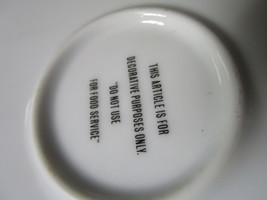 THIS ARTICLE IS FOR
DECORATIVE PURPOSES ONLY.
"DO NOT USE
FOR FOOD SERVICE"